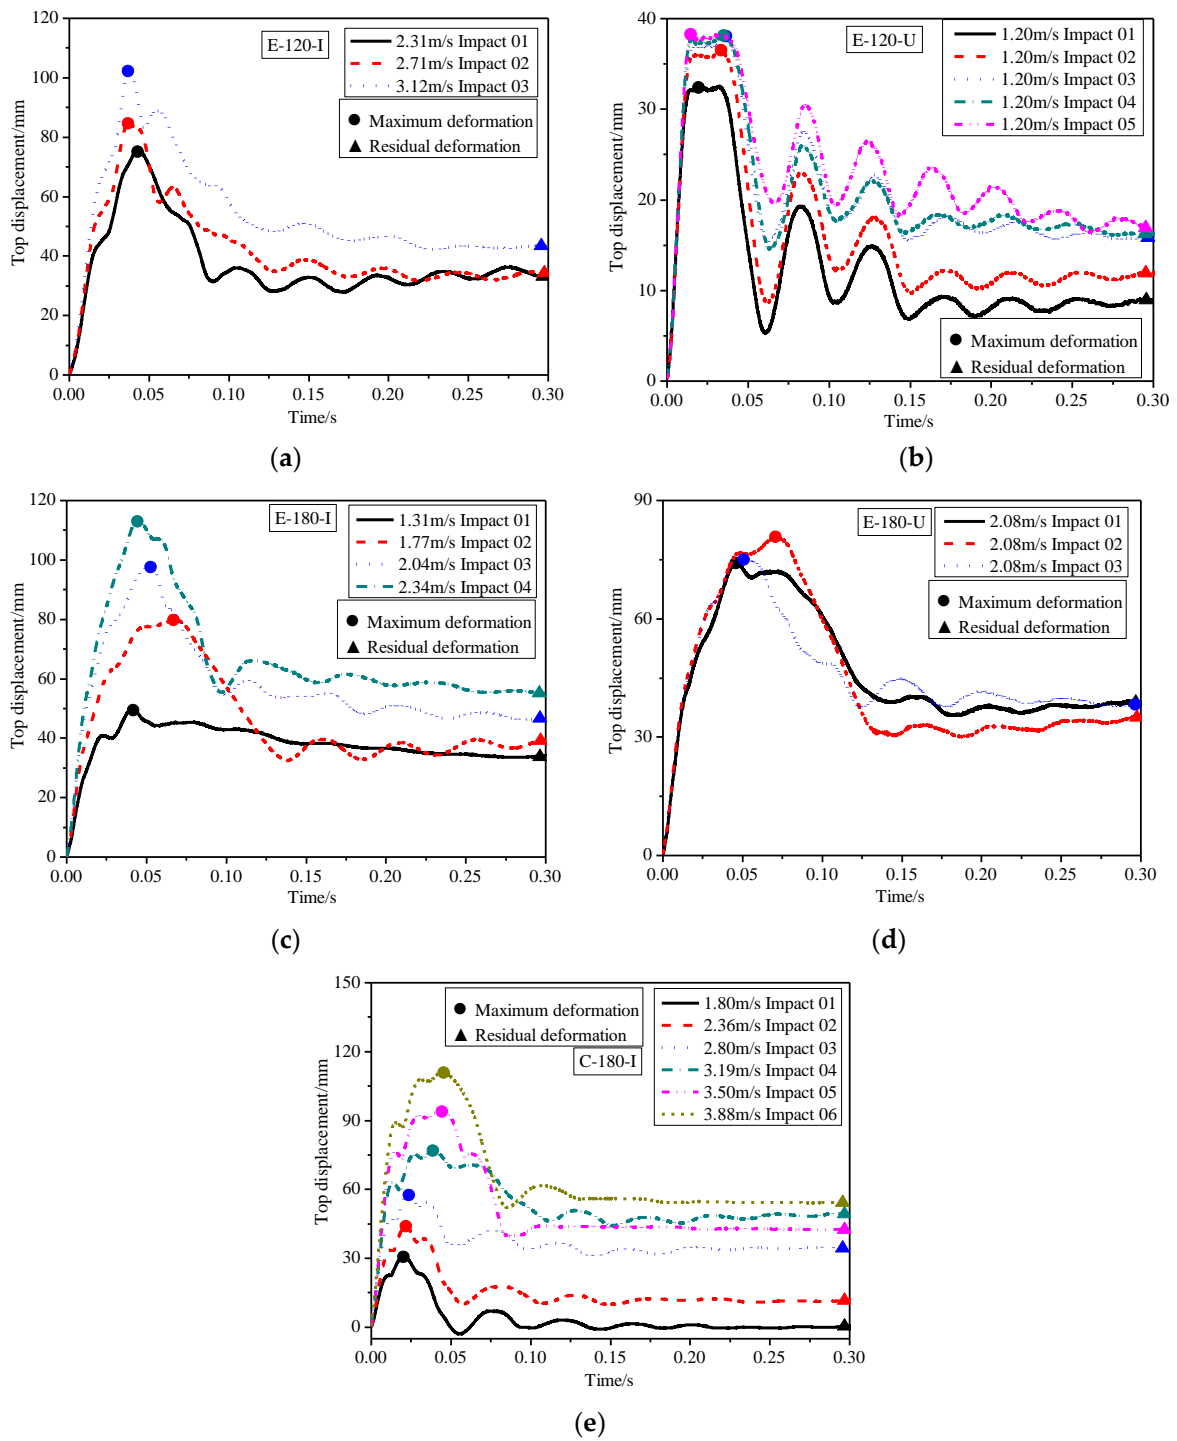 E-120-I
2.31m/s Impact 01
2.71m/s Impact 02
3.12m/s Impact 03
Maximum deformation
Residual deformation
Top displacement/mm
120
100
80
60
40
20
0
0.00 0.05 0.10 0.15 0.20 0.25 0.30
Time/s
(a)
E-120-U
1.20m/s Impact 01
1.20m/s Impact 02
1.20m/s Impact 03
1.20m/s Impact 04
1.20m/s Impact 05
Maximum deformation
Residual deformation
Top displacement/mm
40
30
20
10
0
0.00 0.05 0.10 0.15 0.20 0.25 0.30
Time/s
(b)
E-180-I
1.31m/s Impact 01
1.77m/s Impact 02
2.04m/s Impact 03
2.34m/s Impact 04
Maximum deformation
Residual deformation
Top displacement/mm
120
100
80
60
40
20
0
0.00 0.05 0.10 0.15 0.20 0.25 0.30
Time/s
(c)
E-180-U
2.08m/s Impact 01
2.08m/s Impact 02
2.08m/s Impact 03
Maximum deformation
Residual deformation
Top displacement/mm
90
60
30
0
0.00 0.05 0.10 0.15 0.20 0.25 0.30
Time/s
(d)
Maximum deformation
Residual deformation
C-180-I
1.80m/s Impact 01
2.36m/s Impact 02
2.80m/s Impact 03
3.19m/s Impact 04
3.50m/s Impact 05
3.88m/s Impact 06
Top displacement/mm
150
120
90
60
30
0
0.00 0.05 0.10 0.15 0.20 0.25 0.30
Time/s
(e)